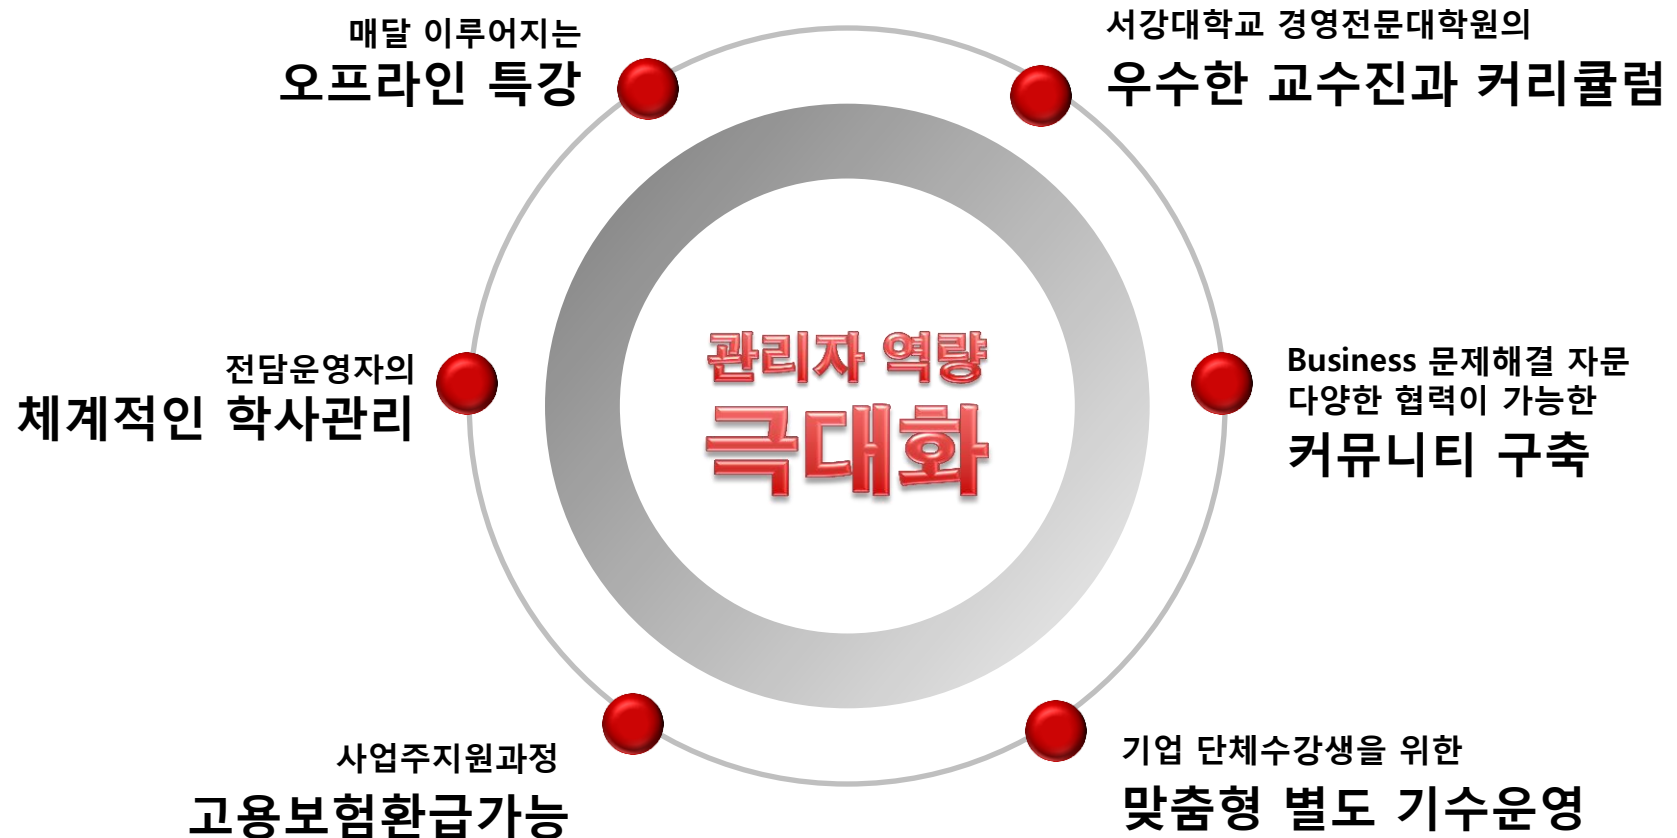 매달 이루어지는
오프라인 특강
서강대학교 경영전문대학원의
우수한 교수진과 커리큘럼
전담운영자의
체계적인 학사관리
관리자 역량
극대화
Business 문제해결 자문
다양한 협력이 가능한
커뮤니티 구축
사업주지원과정
고용보험환급가능
기업 단체수강생을 위한
맞춤형 별도 기수운영